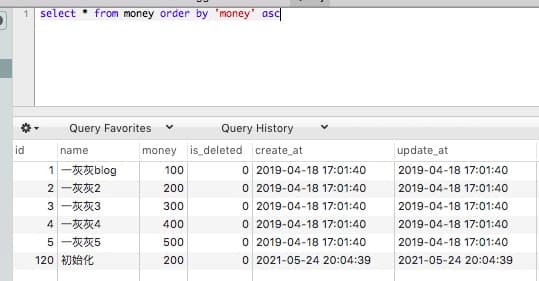 1 select * from money order by 'money' asc
Query Favorites Query History
id name money is_deleted create_at update_at
1 一灰灰blog 100 0 2019-04-18 17:01:40 2019-04-18 17:01:40
2 一灰灰2 200 0 2019-04-18 17:01:40 2019-04-18 17:01:40
3 一灰灰3 300 0 2019-04-18 17:01:40 2019-04-18 17:01:40
4 一灰灰4 400 0 2019-04-18 17:01:40 2019-04-18 17:01:40
5 一灰灰5 500 0 2019-04-18 17:01:40 2019-04-18 17:01:40
120 初始化 200 0 2021-05-24 20:04:39 2021-05-24 20:04:39